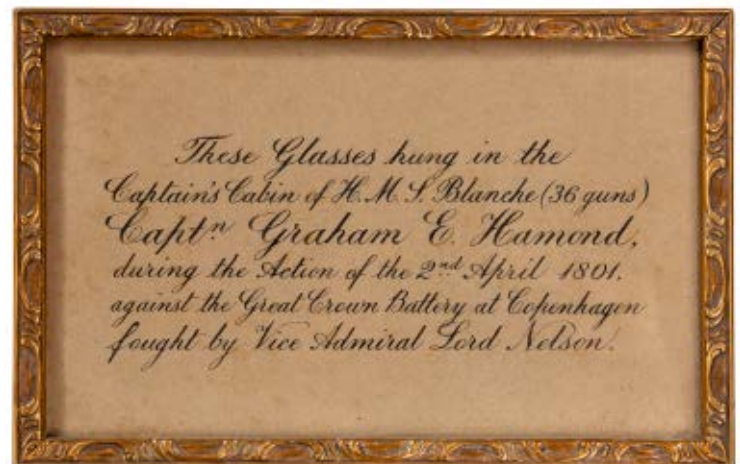 These Glasses hung in the
Captain's Cabin of H.M.S. Blanche (36 guns)
Captn Graham E. Hamond,
during the Action of the 2nd April 1801.
against the Great Crown Battery at Copenhagen
fought by Vice Admiral Lord Nelson.